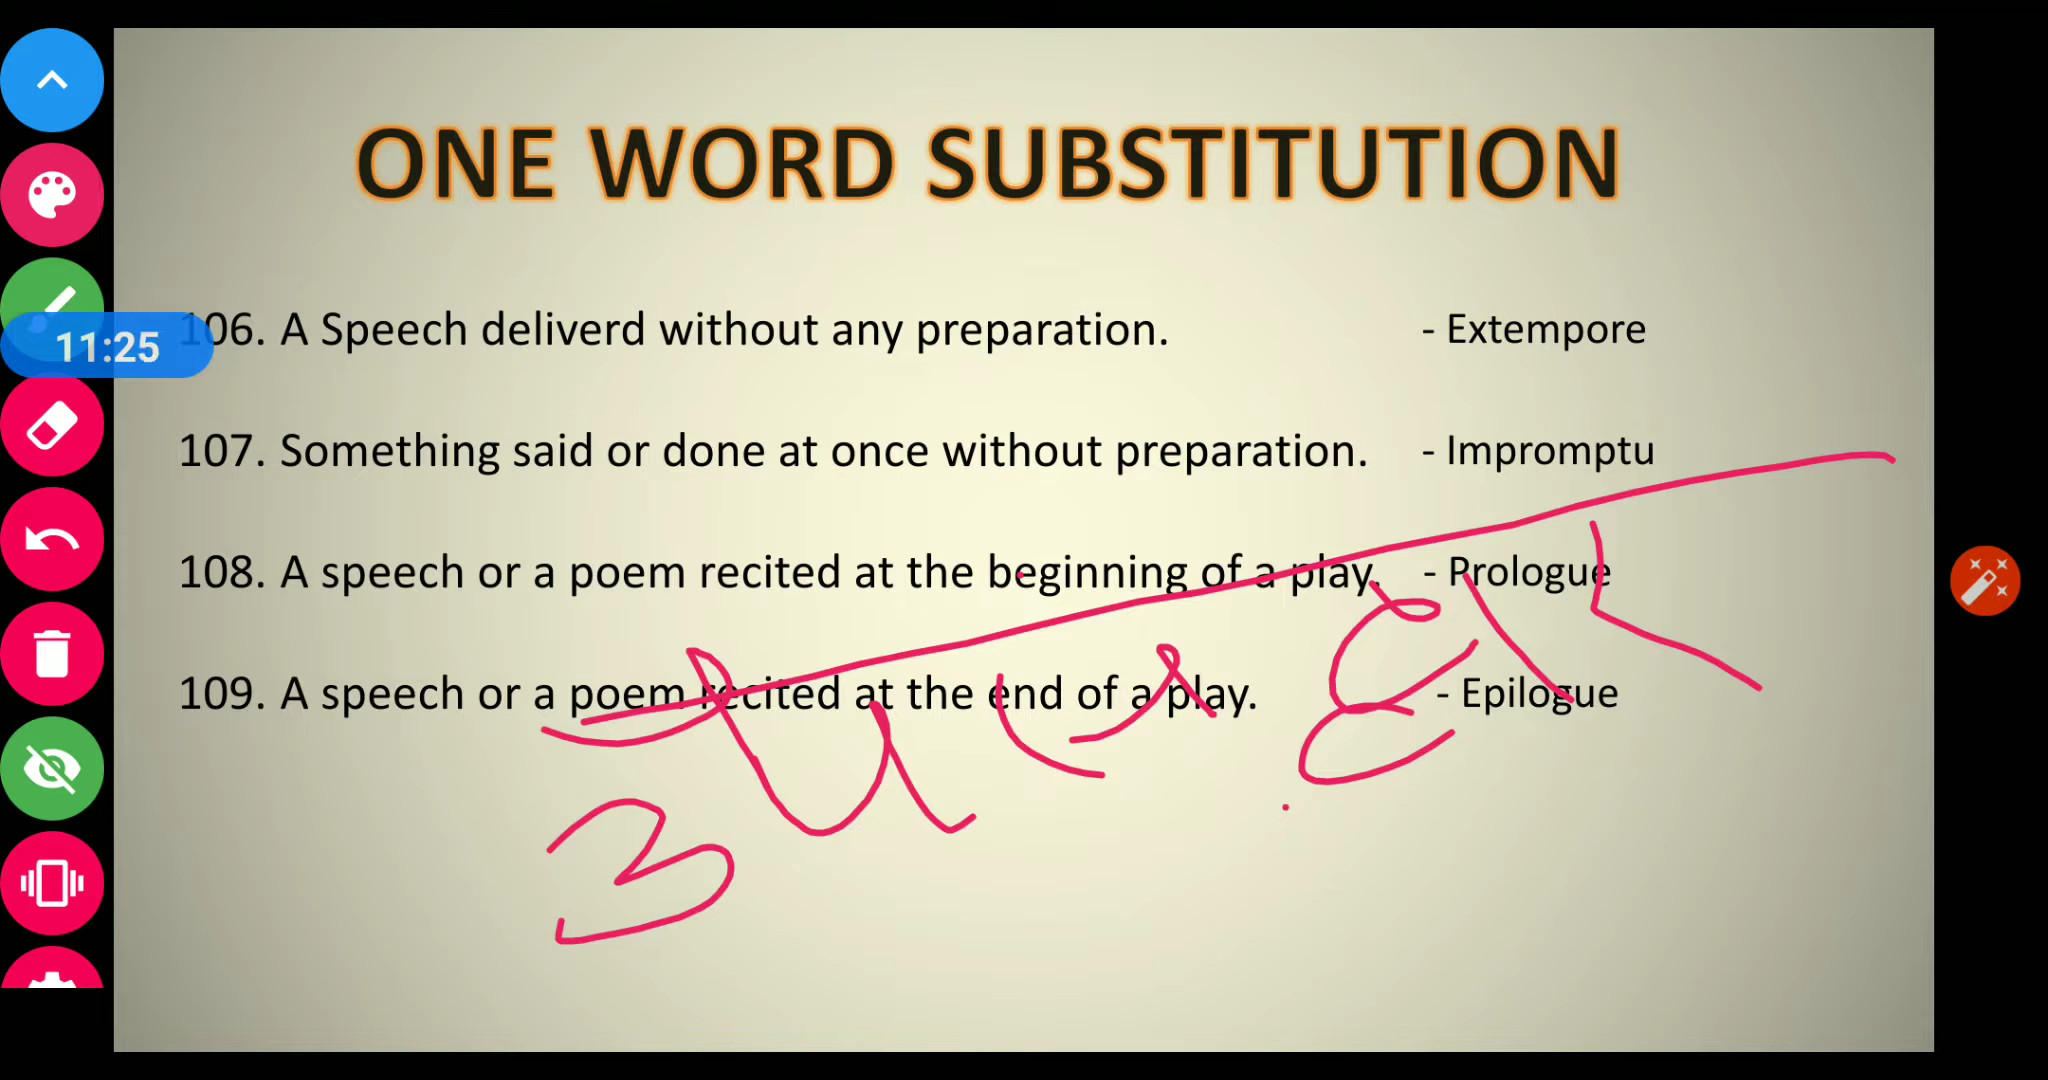 ONE WORD SUBSTITUTION
106. A Speech deliverd without any preparation. - Extempore
11:25
107. Something said or done at once without preparation. - Impromptu
108. A speech or a poem recited at the beginning of a play. - Prologue
109. A speech or a poem recited at the end of a play. - Epilogue